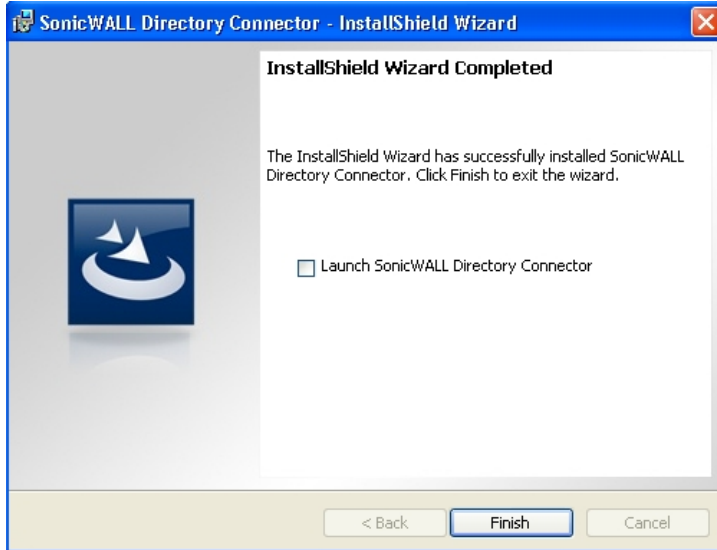 SonicWALL Directory Connector - InstallShield Wizard
InstallShield Wizard Completed
The InstallShield Wizard has successfully installed SonicWALL
Directory Connector. Click Finish to exit the wizard.
Launch SonicWALL Directory Connector
< Back
Finish
Cancel